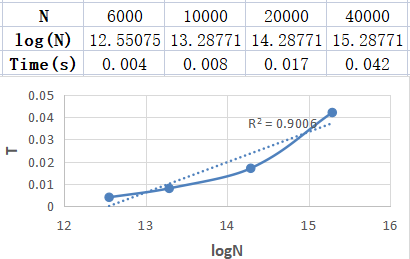 N 6000 10000 20000 40000
log(N) 12.55075 13.28771 14.28771 15.28771
Time(s) 0.004 0.008 0.017 0.042
0.05
0.04
0.03
0.02
0.01
0
T
R² = 0.9006
12 13 14 15 16
logN